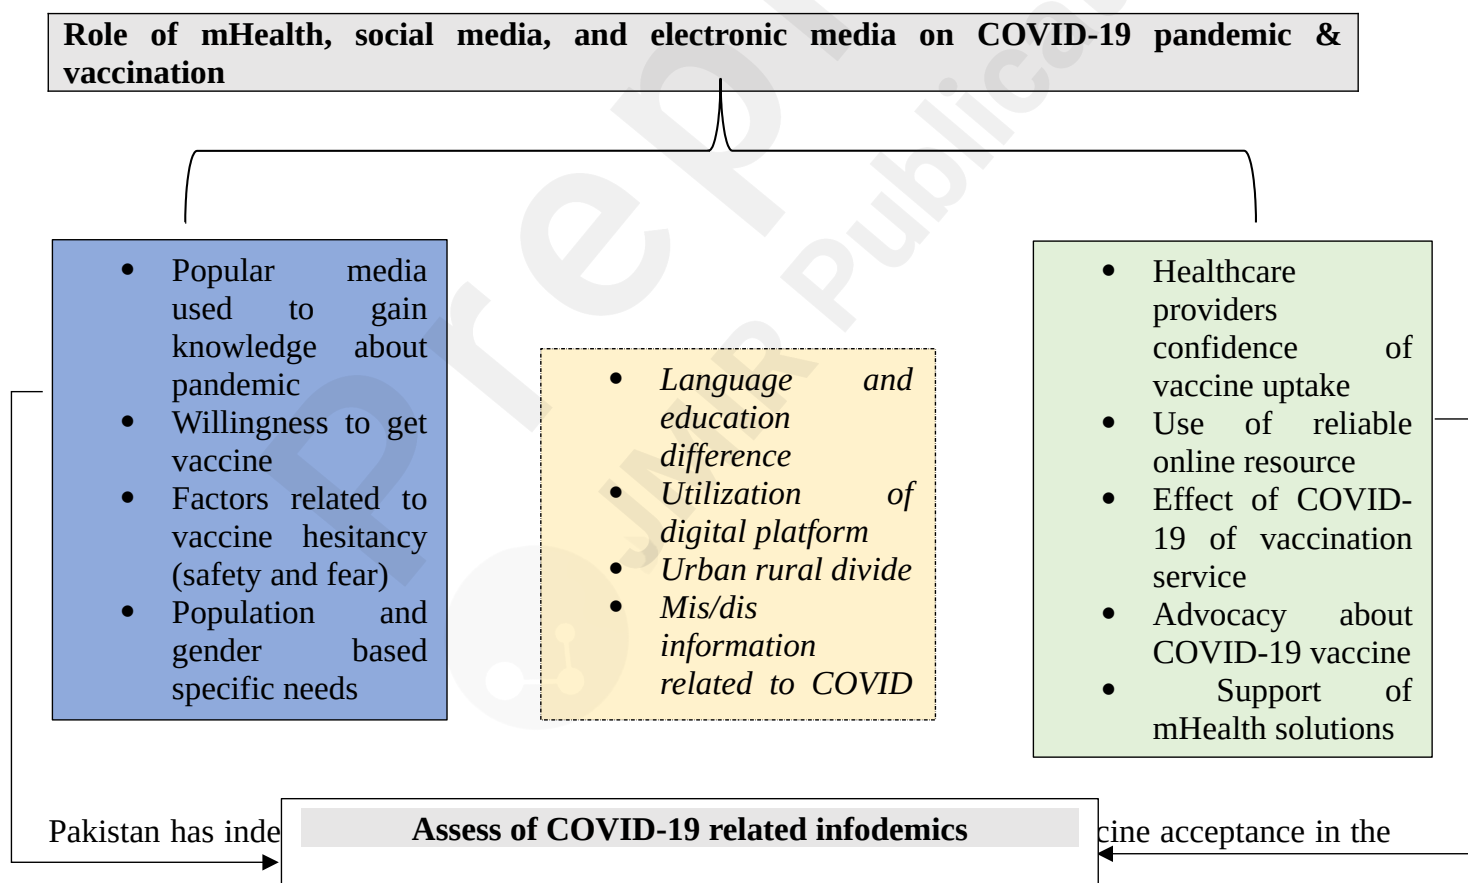 Role of mHealth, social media, and electronic media on COVID-19 pandemic &
vaccination
• Popular media
used to gain
knowledge about
pandemic
• Willingness to get
vaccine
• Factors related to
vaccine hesitancy
(safety and fear)
• Population and
gender based
specific needs
• Language and
education
difference
• Utilization of
digital platform
• Urban rural divide
• Mis/dis
information
related to COVID
• Healthcare
providers
confidence of
vaccine uptake
• Use of reliable
online resource
• Effect of COVID-
19 of vaccination
service
• Advocacy about
COVID-19 vaccine
• Support of
mHealth solutions
Pakistan has
acceptance in the
Assess of COVID-19 related infodemics
JMIR